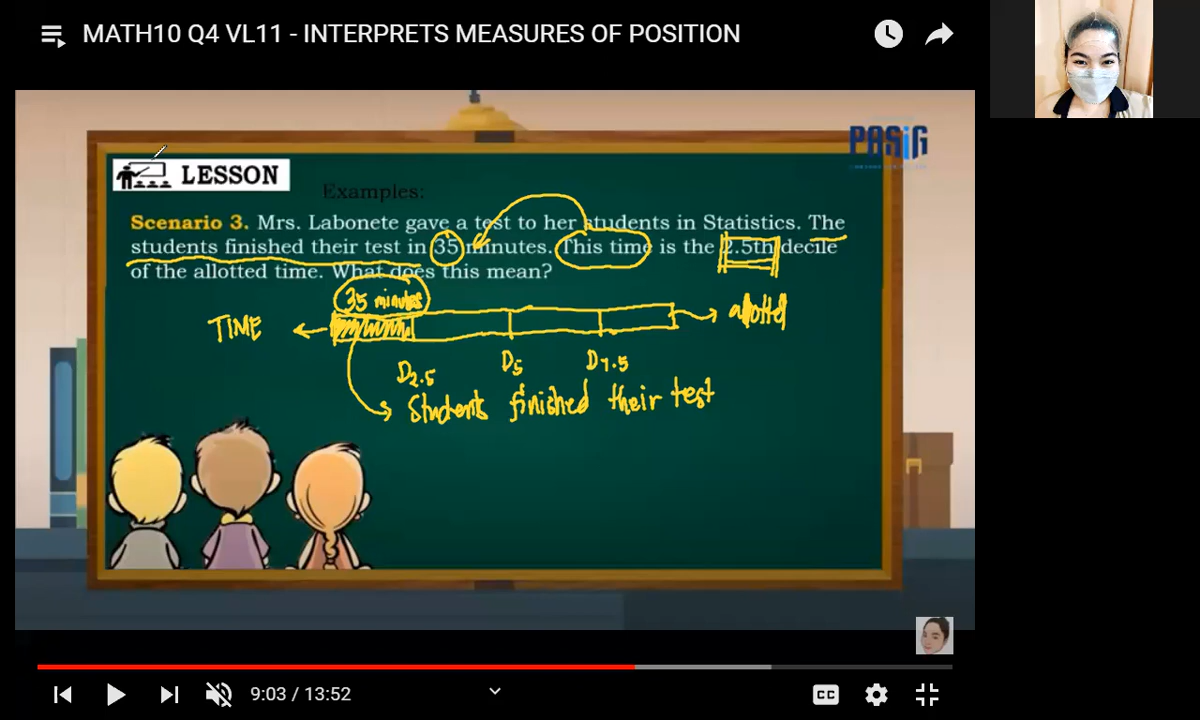 MATH10 Q4 VL11 - INTERPRETS MEASURES OF POSITION
PASIG
LESSON
Examples:
Scenario 3. Mrs. Labonete gave a test to her students in Statistics. The
students finished their test in 35 minutes. This time is the 2.5th decile
of the allotted time. What does this mean?
35 minutes
TIME
allotted
D2.5
D5
D7.5
Students finished their test
9:03 / 13:52
CC